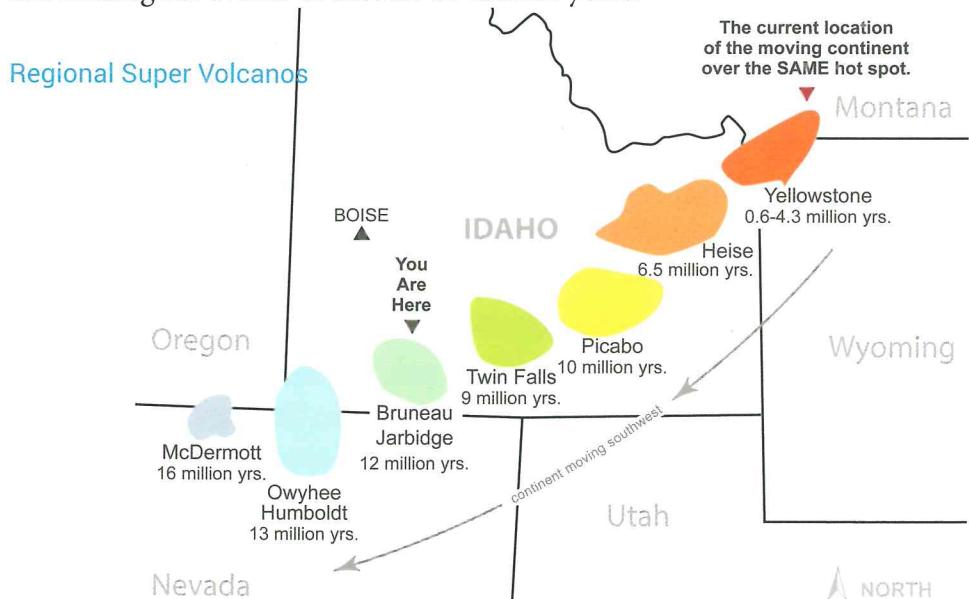 Regional Super Volcanos
The current location
of the moving continent
over the SAME hot spot.
Montana
Yellowstone
0.6-4.3 million yrs.
BOISE
IDAHO
Heise
6.5 million yrs.
You
Are
Here
Oregon
Wyoming
Picabo
10 million yrs.
Twin Falls
9 million yrs.
Bruneau
Jarbidge
12 million yrs.
McDermott
16 million yrs.
Owyhee
Humboldt
13 million yrs.
continent moving southwest
Utah
Nevada
NORTH